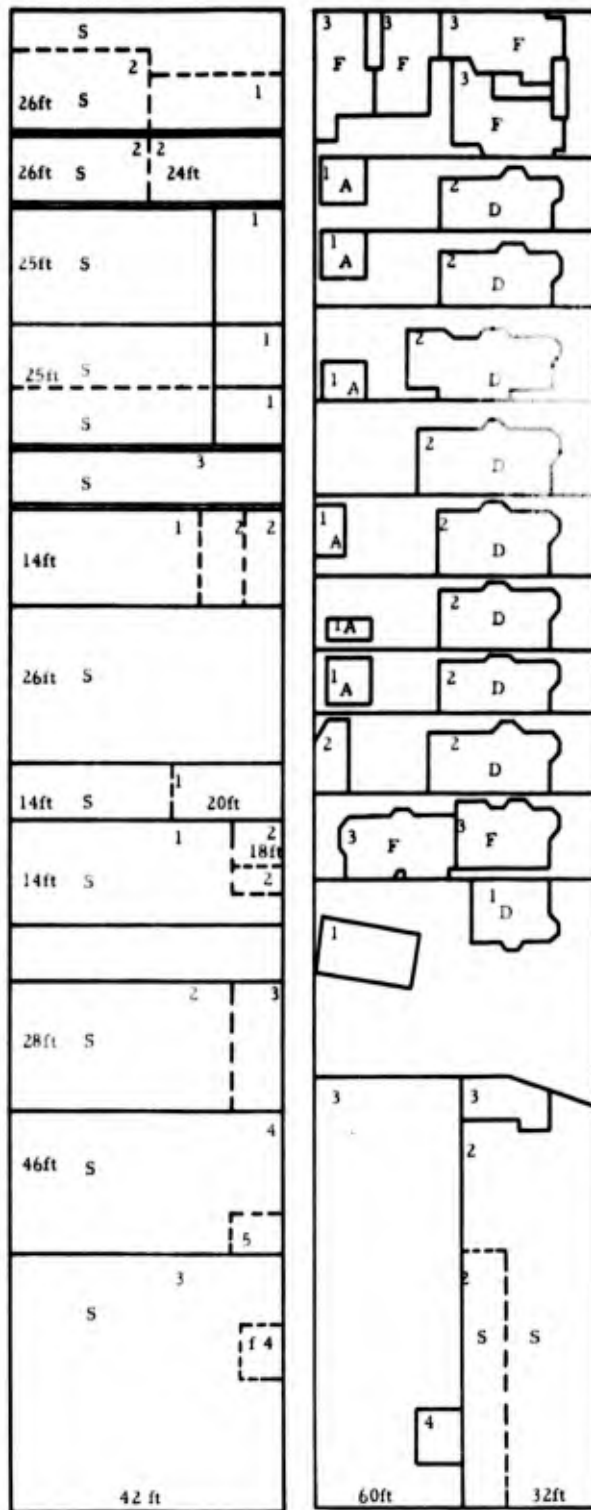 S
2
26ft S 1
2 2
26ft S 24ft
1
25ft S
1
25ft S
1
S
3
S
1 2 2
14ft
26ft S
1
14ft S 20ft
1 2
18ft
14ft S 2
2 3
28ft S
4
46ft S
5
3
S
f 4
42 ft
3 3 3
F F F
3
F
1 A 2
D
1 A 2
D
2
1 A D
2
D
1 2
D
2
1A D
1 A 2 D
2 2
D
3 F 3 F
1 D
1
3 3
2
2
S S
4
60ft 32ft